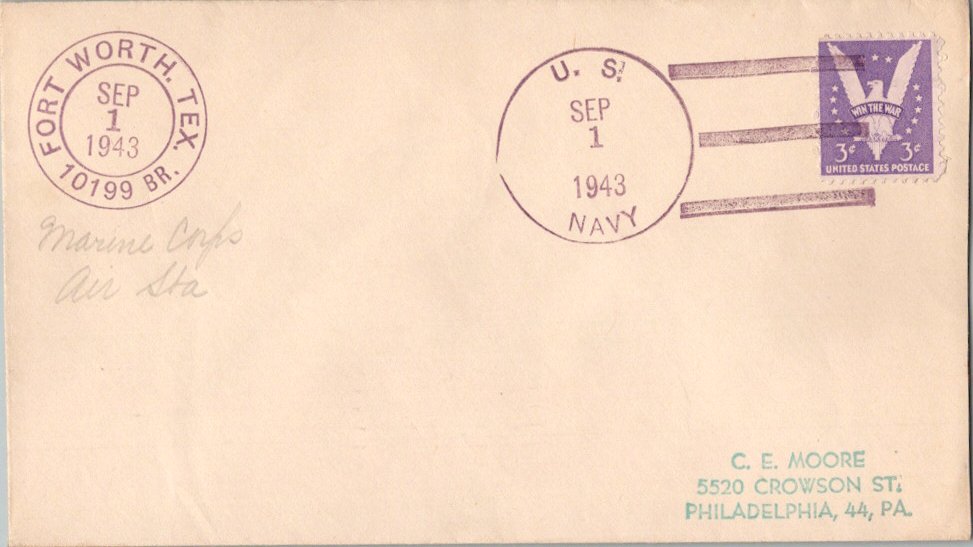 FORT WORTH. TEX.
SEP
1
1943
10199 BR.
U. S.
SEP
1
1943
NAVY
WIN THE WAR
3¢ 3¢
UNITED STATES POSTAGE
Marine Corps
Air Sta
C. E. MOORE
5520 CROWSON ST.
PHILADELPHIA, 44, PA.